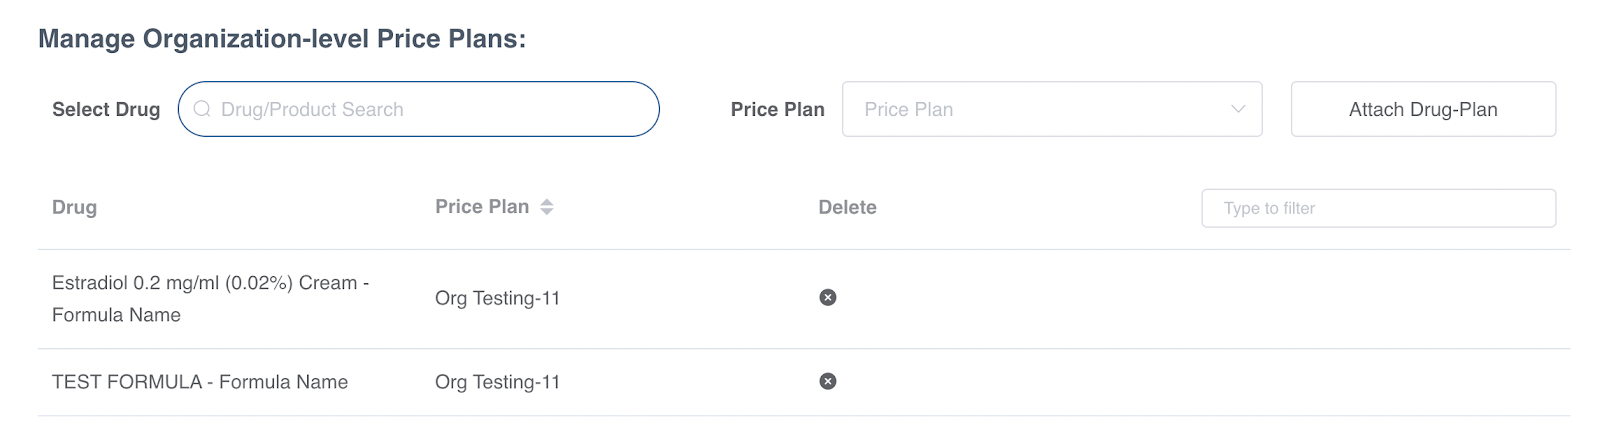 Manage Organization-level Price Plans:
Select Drug Drug/Product Search Price Plan Price Plan Attach Drug-Plan
Drug Price Plan Delete Type to filter
Estradiol 0.2 mg/ml (0.02%) Cream -
Formula Name
Org Testing-11
TEST FORMULA - Formula Name Org Testing-11